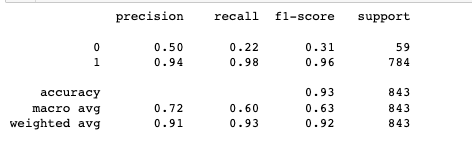 precision recall f1-score support
0 0.50 0.22 0.31 59
1 0.94 0.98 0.96 784
accuracy 0.93 843
macro avg 0.72 0.60 0.63 843
weighted avg 0.91 0.93 0.92 843